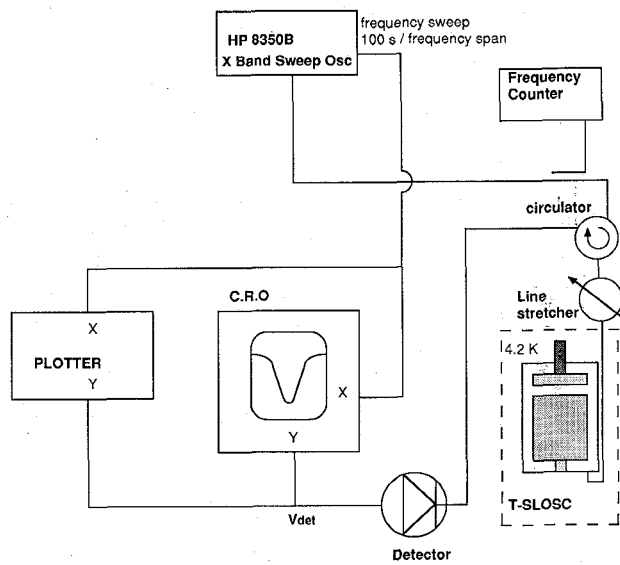 frequency sweep
100 s / frequency span
HP 8350B
X Band Sweep Osc
Frequency
Counter
circulator
C.R.O
Line
stretcher
X
PLOTTER
Y
X
Y
4.2 K
T-SLOSC
Vdet
Detector